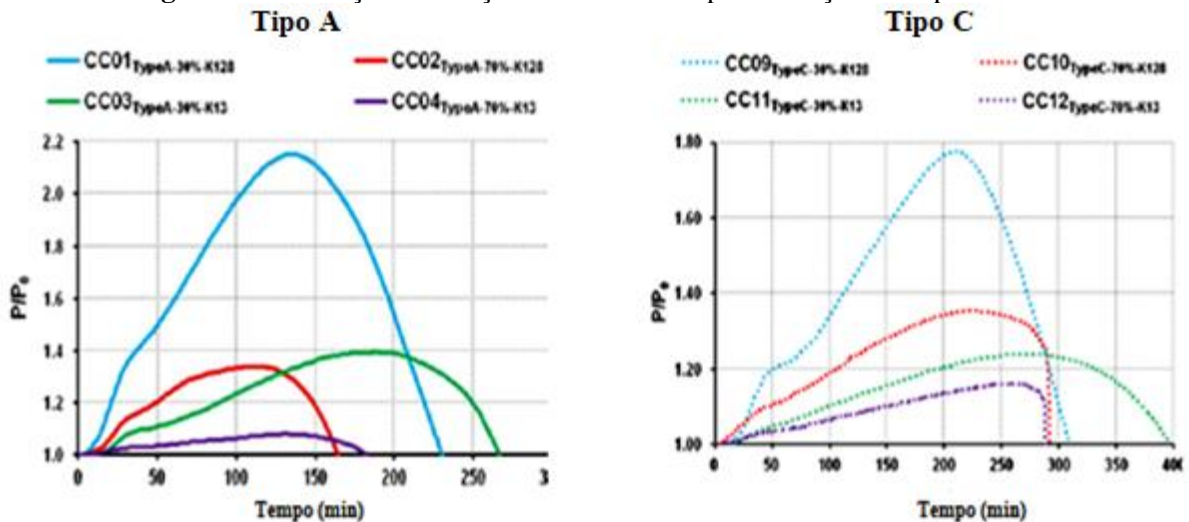 Tipo A
CC01TypeA-30%-K128
CC02TypeA-70%-K128
CC03TypeA-30%-K13
CC04TypeA-70%-K13
2.2
2.0
1.8
1.6
1.4
1.2
1.0
P/P0
0 50 100 150 200 250
Tempo (min)
Tipo C
CC09TypeC-30%-K128
CC10TypeC-70%-K128
CC11TypeC-30%-K13
CC12TypeC-70%-K13
1.80
1.60
1.40
1.20
1.00
P/P0
0 50 100 150 200 250 300 350 400
Tempo (min)